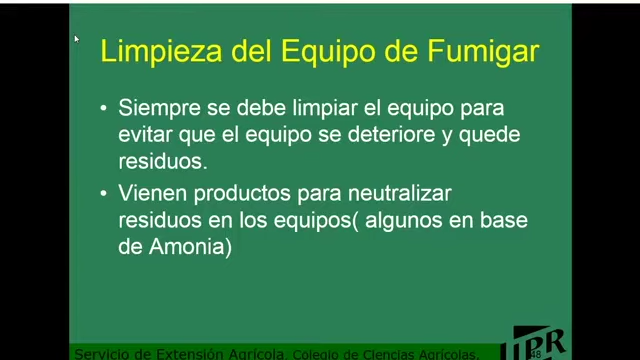 Limpieza del Equipo de Fumigar
• Siempre se debe limpiar el equipo para
evitar que el equipo se deteriore y quede
residuos.
• Vienen productos para neutralizar
residuos en los equipos( algunos en base
de Amonia)
Servicio de Extensión Agrícola, Colegio de Ciencias Agrícolas,
UPR
48